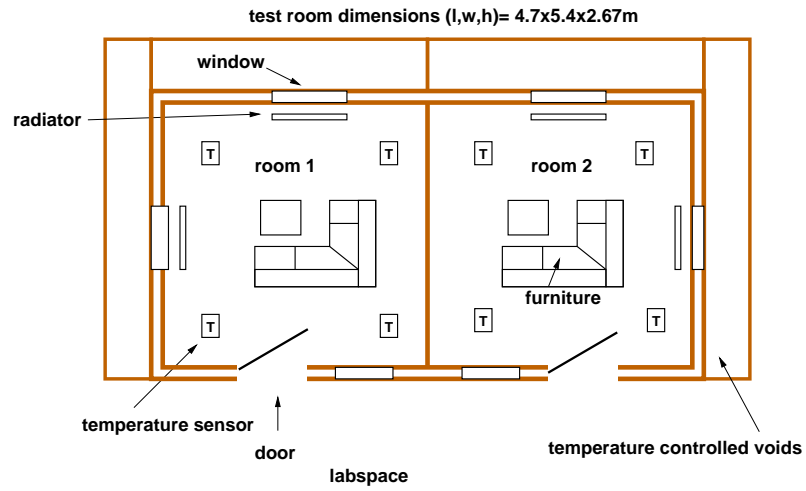 test room dimensions (l,w,h)= 4.7x5.4x2.67m
window
radiator
T
T
T
T
room 1
room 2
furniture
T
T
T
T
temperature sensor
door
temperature controlled voids
labspace